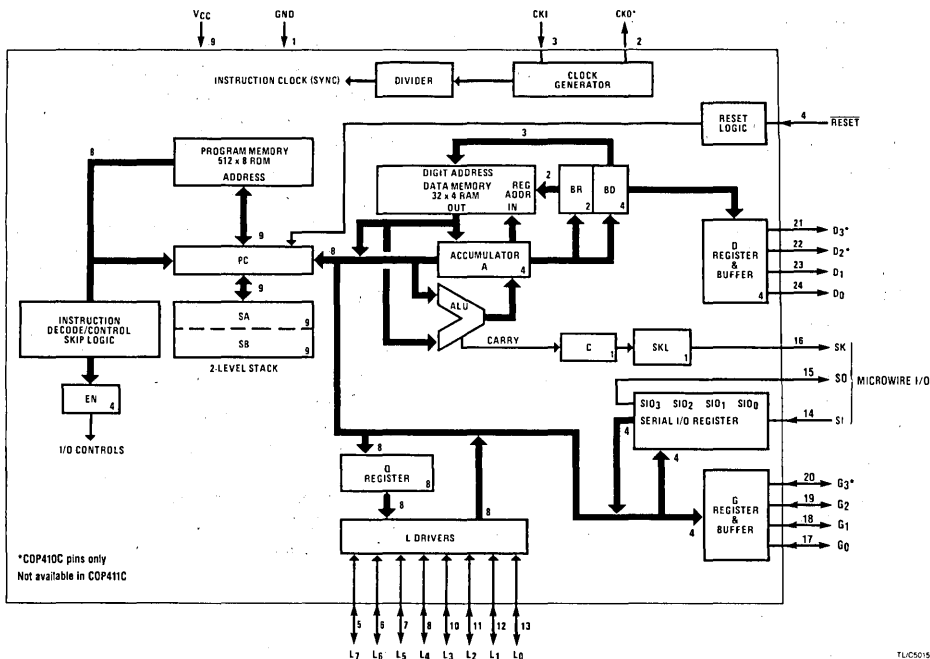 VCC GND CKI CKO*
9 1 3 2
INSTRUCTION CLOCK (SYNC)
DIVIDER
CLOCK
GENERATOR
RESET
LOGIC
4 RESET
8
PROGRAM MEMORY
512 x 8 ROM
ADDRESS
3
DIGIT ADDRESS
DATA MEMORY
32 x 4 RAM
OUT
REG
ADDR
IN
2
BR
2
BD
4
D
REGISTER
&
BUFFER
4
21 D3*
22 D2*
23 D1
24 D0
9
PC
8
ACCUMULATOR
A
4
9
SA
9
SB
9
2-LEVEL STACK
INSTRUCTION
DECODE/CONTROL
SKIP LOGIC
ALU
CARRY
C
1
SKL
1
16 SK
15 SO
14 SI
MICROWIRE I/O
EN
4
I/O CONTROLS
SIO3 SIO2 SIO1 SIO0
SERIAL I/O REGISTER
4
4
8
Q
REGISTER
8
8
8
L DRIVERS
4
G
REGISTER
&
BUFFER
20 G3*
19 G2
18 G1
17 G0
*COP410C pins only
Not available in COP411C
5 6 7 8 10 11 12 13
L7 L6 L5 L4 L3 L2 L1 L0
TL/C5015